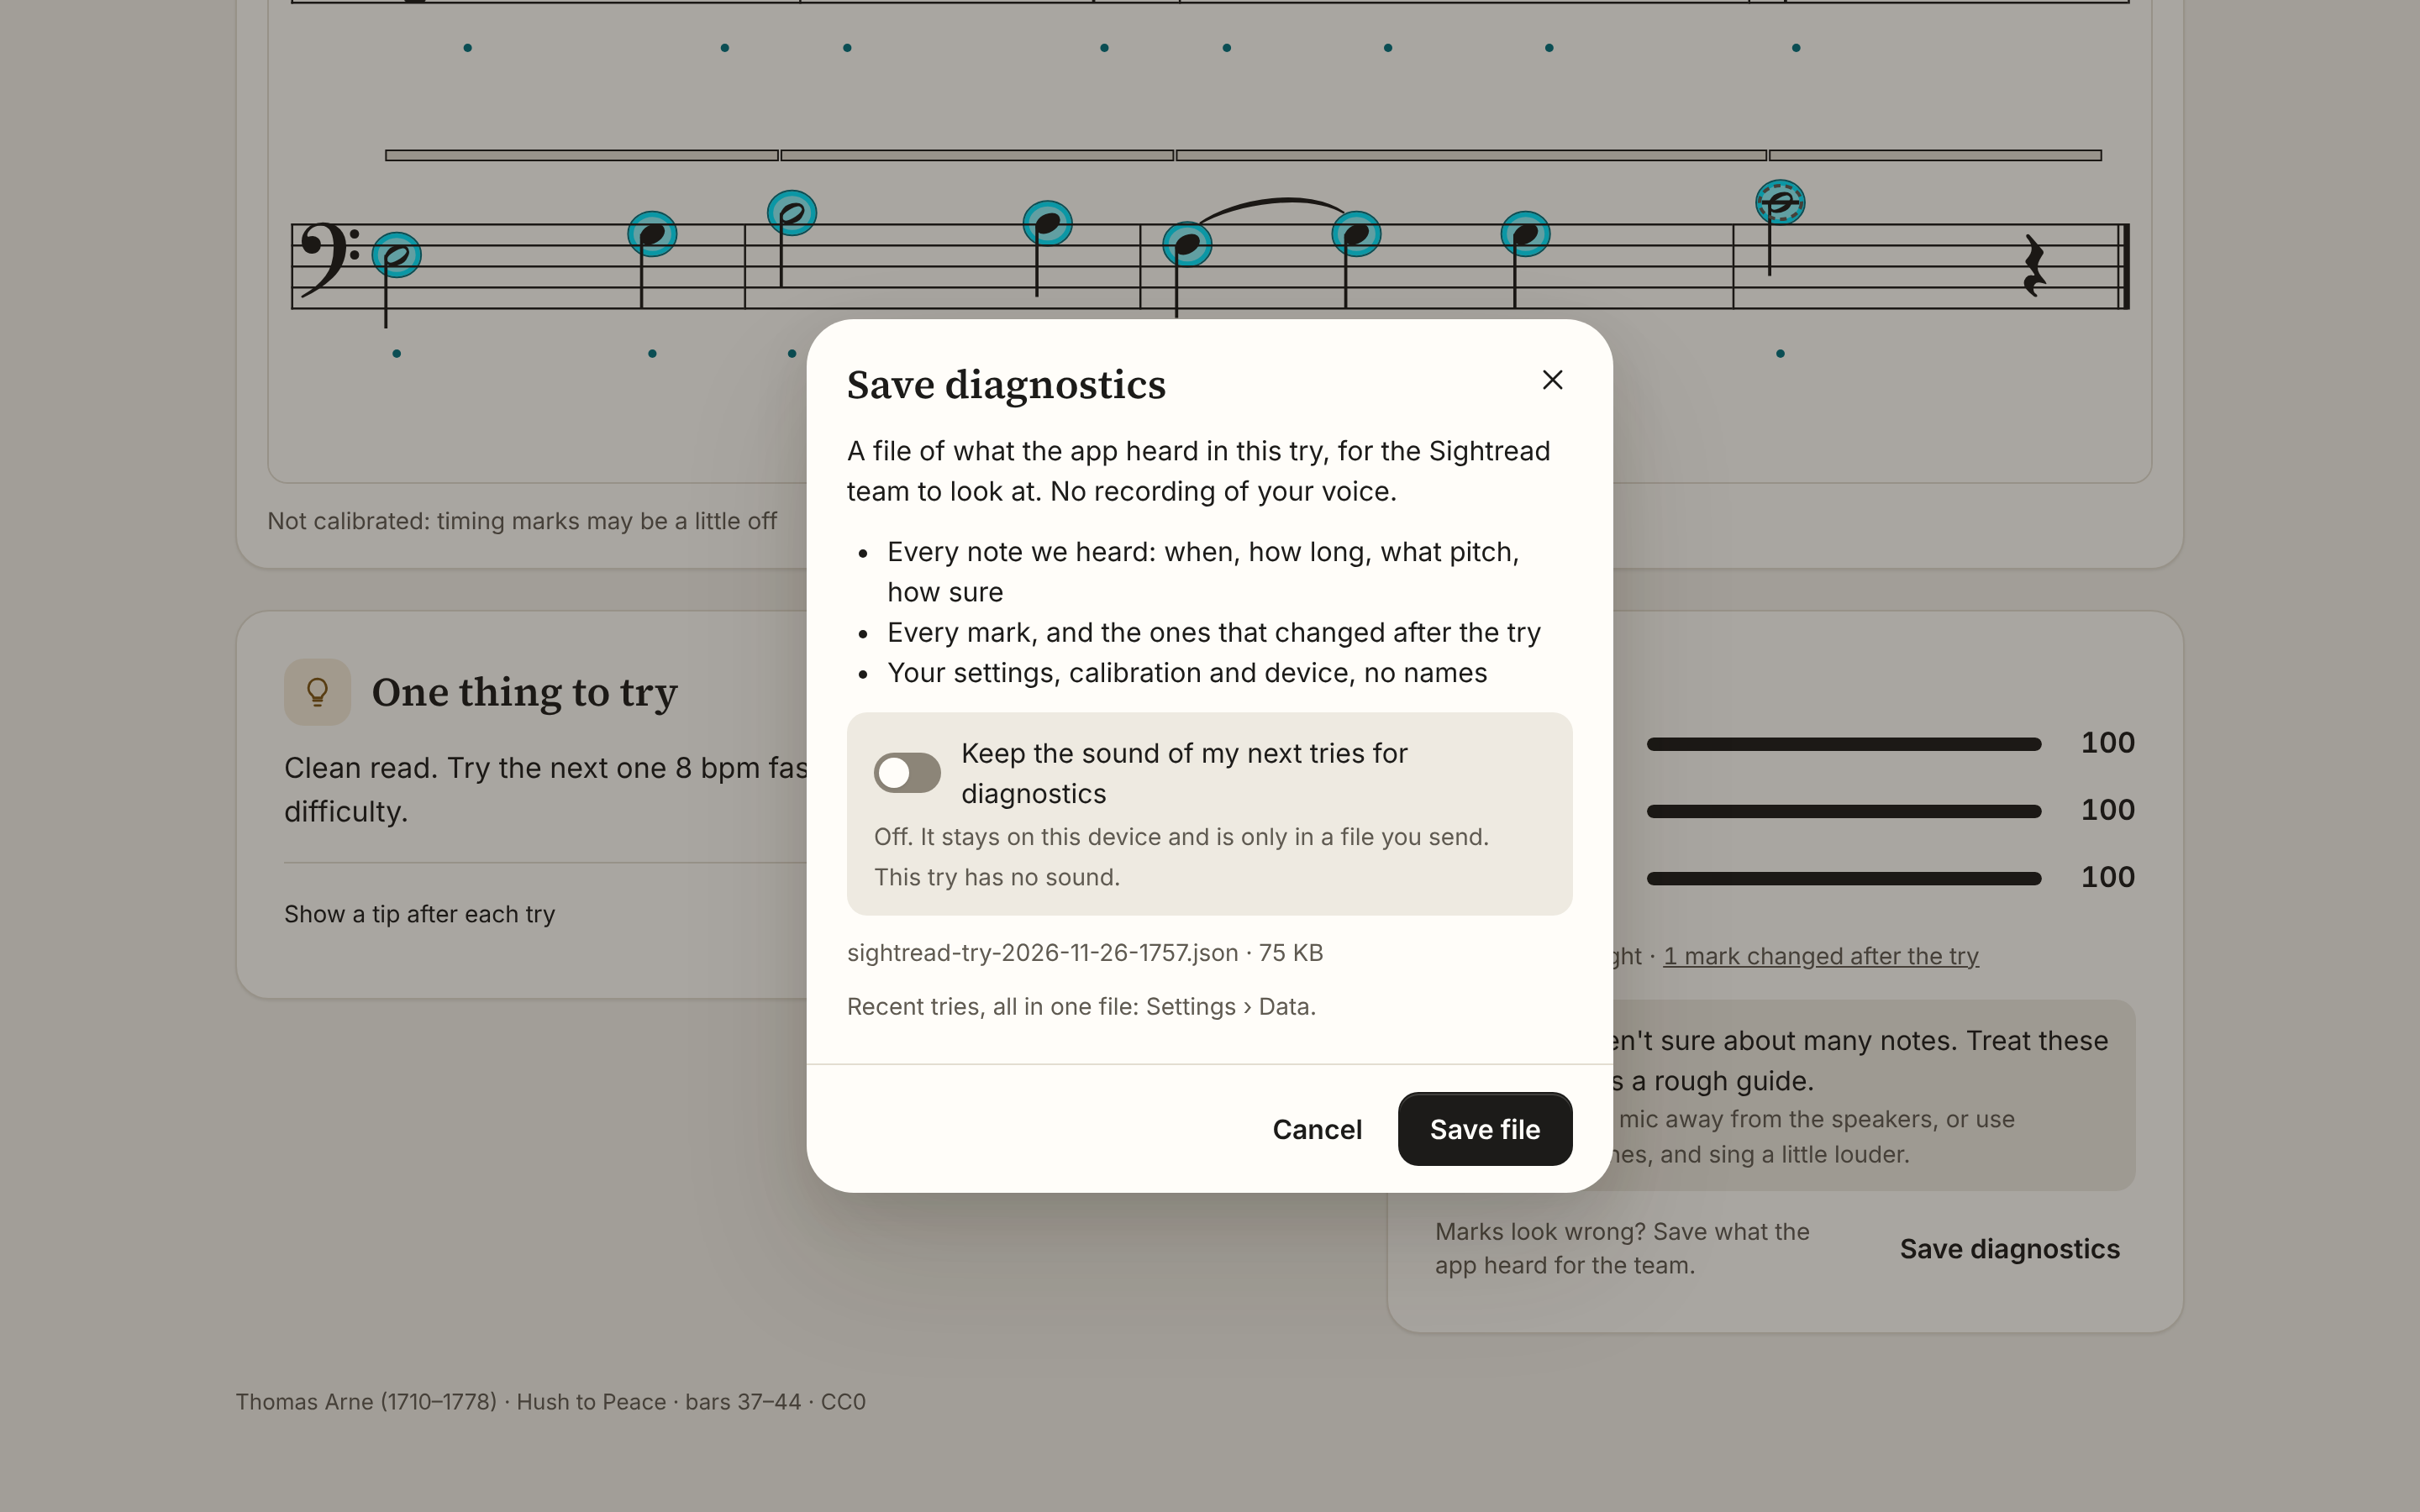 Not calibrated: timing marks may be a little off
Save diagnostics
A file of what the app heard in this try, for the Sightread
team to look at. No recording of your voice.
• Every note we heard: when, how long, what pitch,
how sure
• Every mark, and the ones that changed after the try
• Your settings, calibration and device, no names
Keep the sound of my next tries for
diagnostics
Off. It stays on this device and is only in a file you send.
This try has no sound.
sightread-try-2026-11-26-1757.json · 75 KB
Recent tries, all in one file: Settings › Data.
Cancel
Save file
One thing to try
Clean read. Try the next one 8 bpm
difficulty.
Show a tip after each try
100
100
100
· 1 mark changed after the try
sure about many notes. Treat these
a rough guide.
mic away from the speakers, or use
and sing a little louder.
Marks look wrong? Save what the
app heard for the team.
Save diagnostics
Thomas Arne (1710–1778) · Hush to Peace · bars 37–44 · CC0